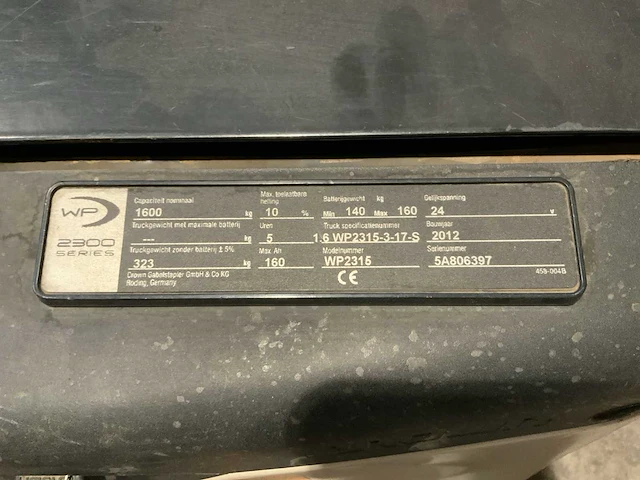 WP
2300
SERIES
Capaciteit nominaal
1600 kg
Max. toelaatbare helling
10 %
Batterijgewicht kg
Min 140 Max 160
Gelijkspanning
24 v
Truckgewicht met maximale batterij
--- kg
Uren
5
Truck specificatienummer
1,6 WP2315-3-17-S
Bouwjaar
2012
Truckgewicht zonder batterij ± 5%
323 kg
Max Ah
160
Modelnummer
WP2315
Serienummer
5A806397
Crown Gabelstapler GmbH & Co KG
Roding, Germany
CE
458-004B